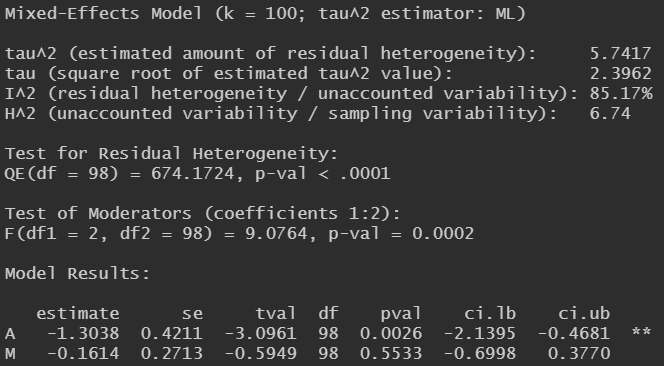 Mixed-Effects Model (k = 100; tau^2 estimator: ML)
tau^2 (estimated amount of residual heterogeneity): 5.7417
tau (square root of estimated tau^2 value): 2.3962
I^2 (residual heterogeneity / unaccounted variability): 85.17%
H^2 (unaccounted variability / sampling variability): 6.74
Test for Residual Heterogeneity:
QE(df = 98) = 674.1724, p-val < .0001
Test of Moderators (coefficients 1:2):
F(df1 = 2, df2 = 98) = 9.0764, p-val = 0.0002
Model Results:
estimate se tval df pval ci.lb ci.ub
A -1.3038 0.4211 -3.0961 98 0.0026 -2.1395 -0.4681 **
M -0.1614 0.2713 -0.5949 98 0.5533 -0.6998 0.3770